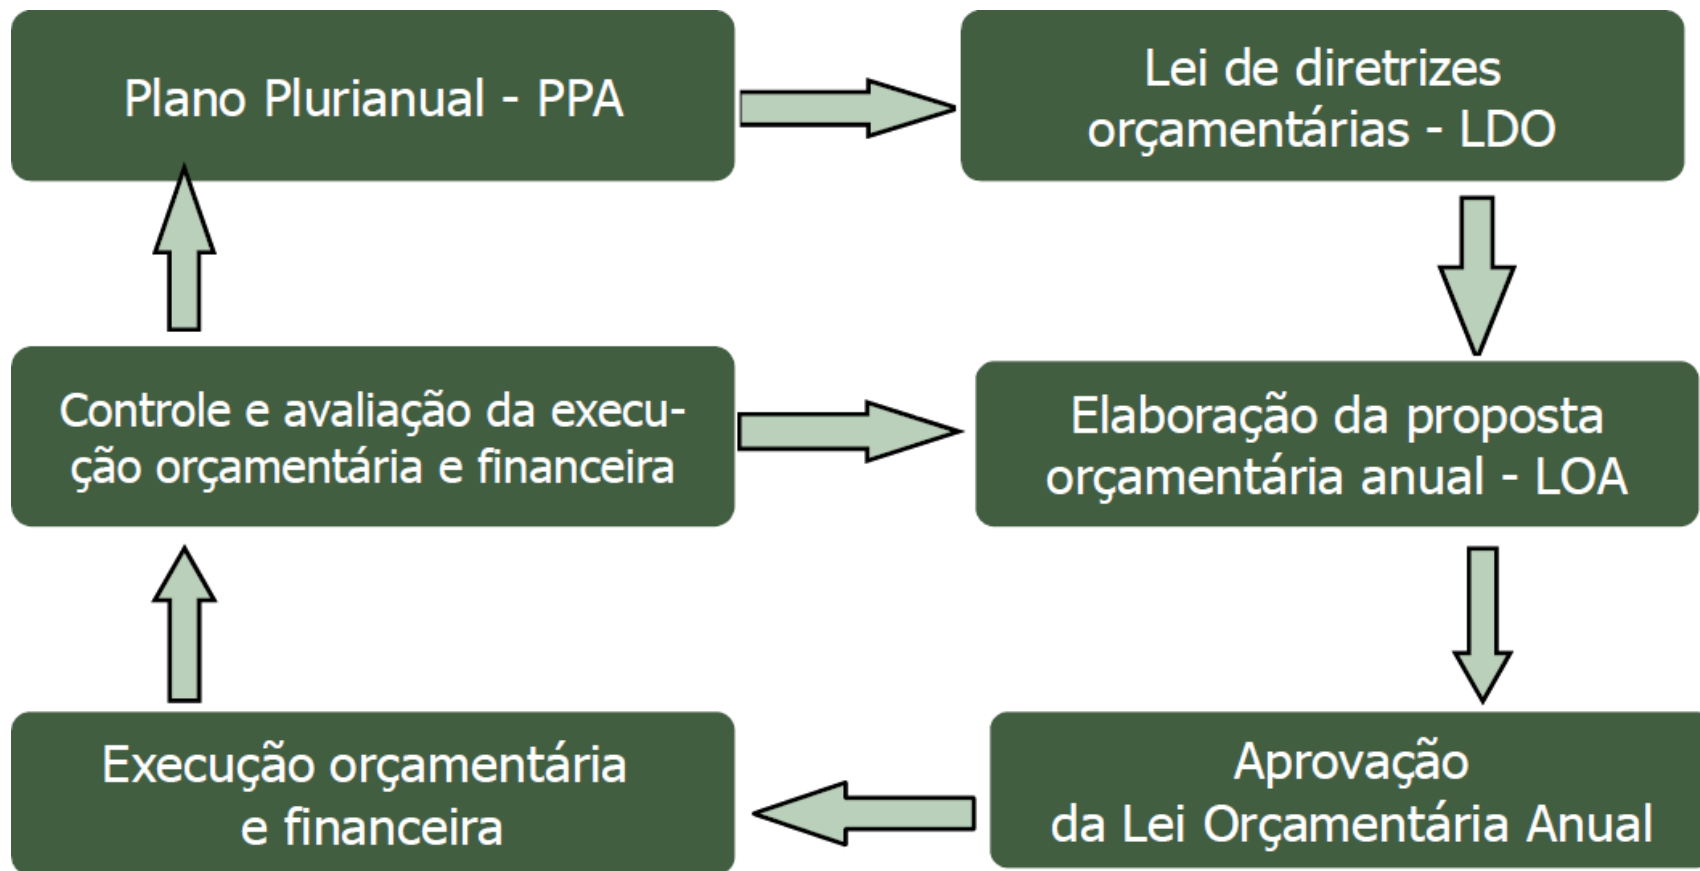 Plano Plurianual - PPA
Lei de diretrizes
orçamentárias - LDO
Controle e avaliação da execu-
ção orçamentária e financeira
Elaboração da proposta
orçamentária anual - LOA
Execução orçamentária
e financeira
Aprovação
da Lei Orçamentária Anual